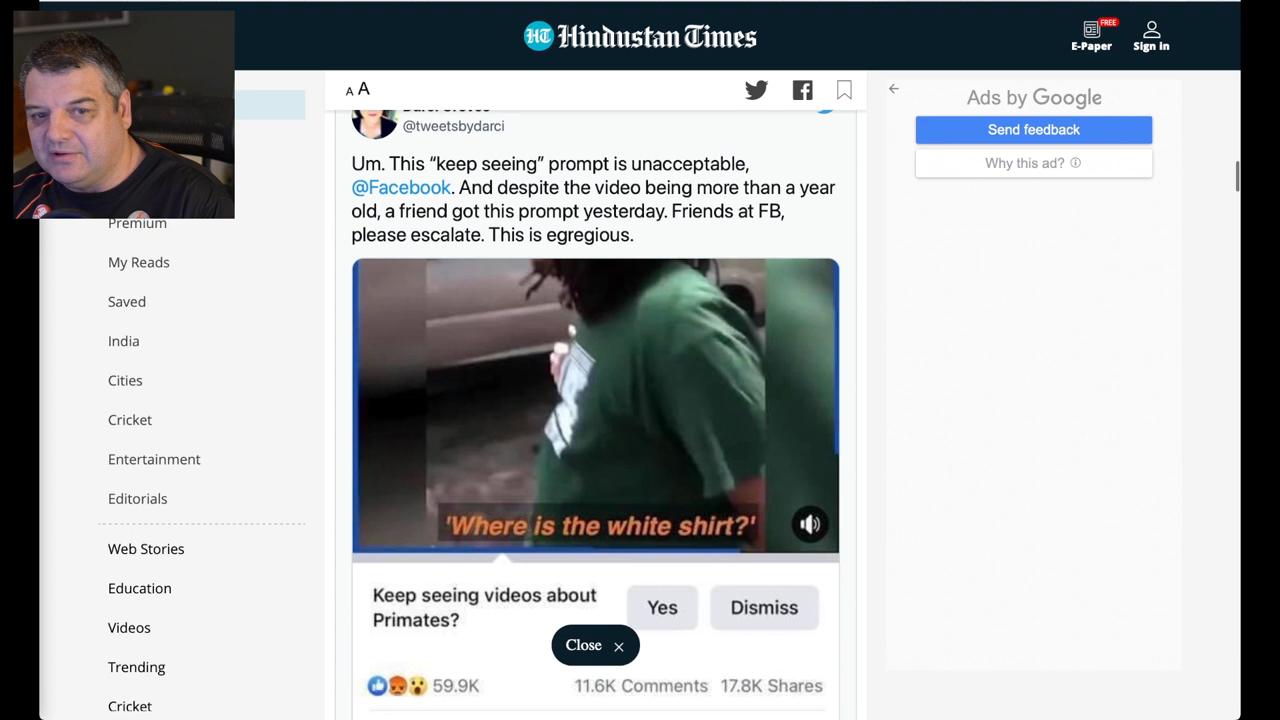 HT Hindustan Times
FREE
E-Paper
Sign in
A A
@tweetsbydarci
Um. This “keep seeing” prompt is unacceptable,
@Facebook. And despite the video being more than a year
old, a friend got this prompt yesterday. Friends at FB,
please escalate. This is egregious.
'Where is the white shirt?'
Keep seeing videos about
Primates?
Yes
Dismiss
Close ×
59.9K
11.6K Comments
17.8K Shares
Premium
My Reads
Saved
India
Cities
Cricket
Entertainment
Editorials
Web Stories
Education
Videos
Trending
Cricket
Ads by Google
Send feedback
Why this ad?